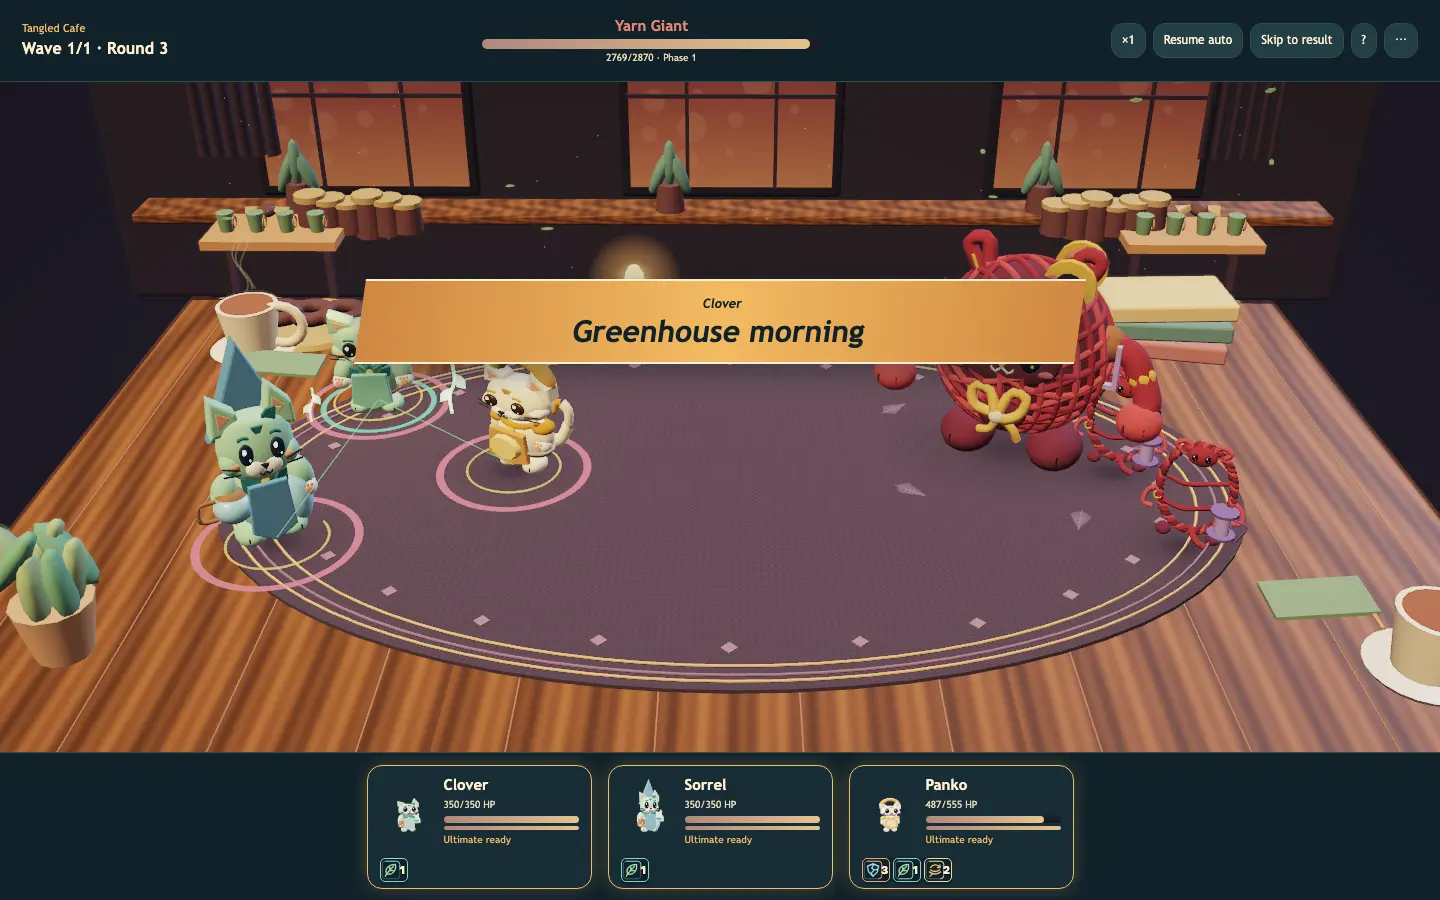 Tangled Cafe
Wave 1/1 · Round 3
Yarn Giant
2769/2870 · Phase 1
×1
Resume auto
Skip to result
?
···
Clover
Greenhouse morning
Clover
350/350 HP
Ultimate ready
1
Sorrel
350/350 HP
Ultimate ready
1
Panko
487/555 HP
Ultimate ready
3
1
2